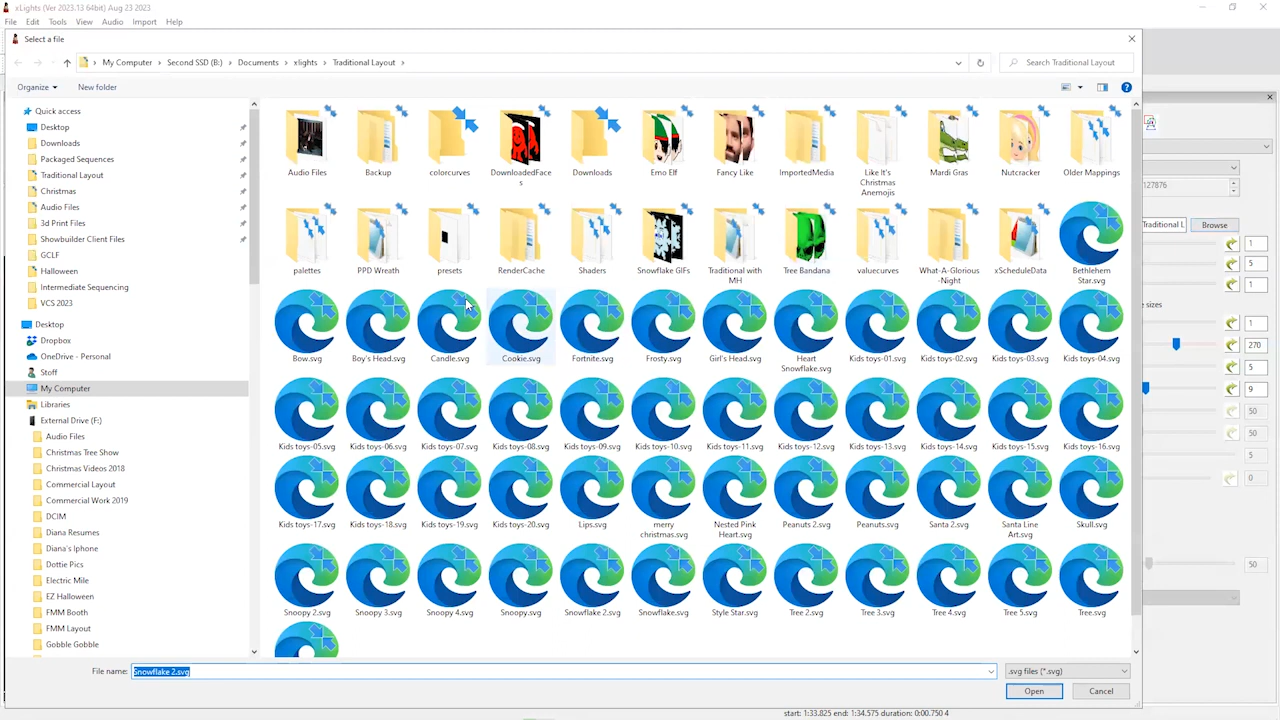 xLights (Ver 2023.13 64bit) Aug 23 2023
File Edit Tools View Audio Import Help
Select a file
My Computer > Second SSD (B:) > Documents > xlights > Traditional Layout >
Search Traditional Layout
Organize New folder
Quick access
Desktop
Downloads
Packaged Sequences
Traditional Layout
Christmas
Audio Files
3d Print Files
Showbuilder Client Files
GCLF
Halloween
Intermediate Sequencing
VCS 2023
Desktop
Dropbox
OneDrive - Personal
Stoff
My Computer
Libraries
External Drive (F:)
Audio Files
Christmas Tree Show
Christmas Videos 2018
Commercial Layout
Commercial Work 2019
DCIM
Diana Resumes
Diana's Iphone
Dottie Pics
Electric Mile
EZ Halloween
FMM Booth
FMM Layout
Gobble Gobble
Audio Files Backup colorcurves DownloadedFace Downloads Emo Elf Fancy Like ImportedMedia Like It's Mardi Gras Nutcracker Older Mappings
s Christmas
Anemojis
palettes PPD Wreath presets RenderCache Shaders Snowflake GIFs Traditional with Tree Bandana valuecurves What-A-Glorious xScheduleData Bethlehem
MH -Night Star.svg
Bow.svg Boy's Head.svg Candle.svg Cookie.svg Fortnite.svg Frosty.svg Girl's Head.svg Heart Kids toys-01.svg Kids toys-02.svg Kids toys-03.svg Kids toys-04.svg
Snowflake.svg
Kids toys-05.svg Kids toys-06.svg Kids toys-07.svg Kids toys-08.svg Kids toys-09.svg Kids toys-10.svg Kids toys-11.svg Kids toys-12.svg Kids toys-13.svg Kids toys-14.svg Kids toys-15.svg Kids toys-16.svg
Kids toys-17.svg Kids toys-18.svg Kids toys-19.svg Kids toys-20.svg Lips.svg merry Nested Pink Peanuts 2.svg Peanuts.svg Santa 2.svg Santa Line Skull.svg
christmas.svg Heart.svg Art.svg
Snoopy 2.svg Snoopy 3.svg Snoopy 4.svg Snoopy.svg Snowflake 2.svg Snowflake.svg Style Star.svg Tree 2.svg Tree 3.svg Tree 4.svg Tree 5.svg Tree.svg
File name: Snowflake 2.svg
.svg files (*.svg)
Open Cancel
127876
Traditional L Browse
1
5
1
e sizes
1
270
5
9
50
50
5
0
50
start: 1:33.825 end: 1:34.575 duration: 0:00.750 4